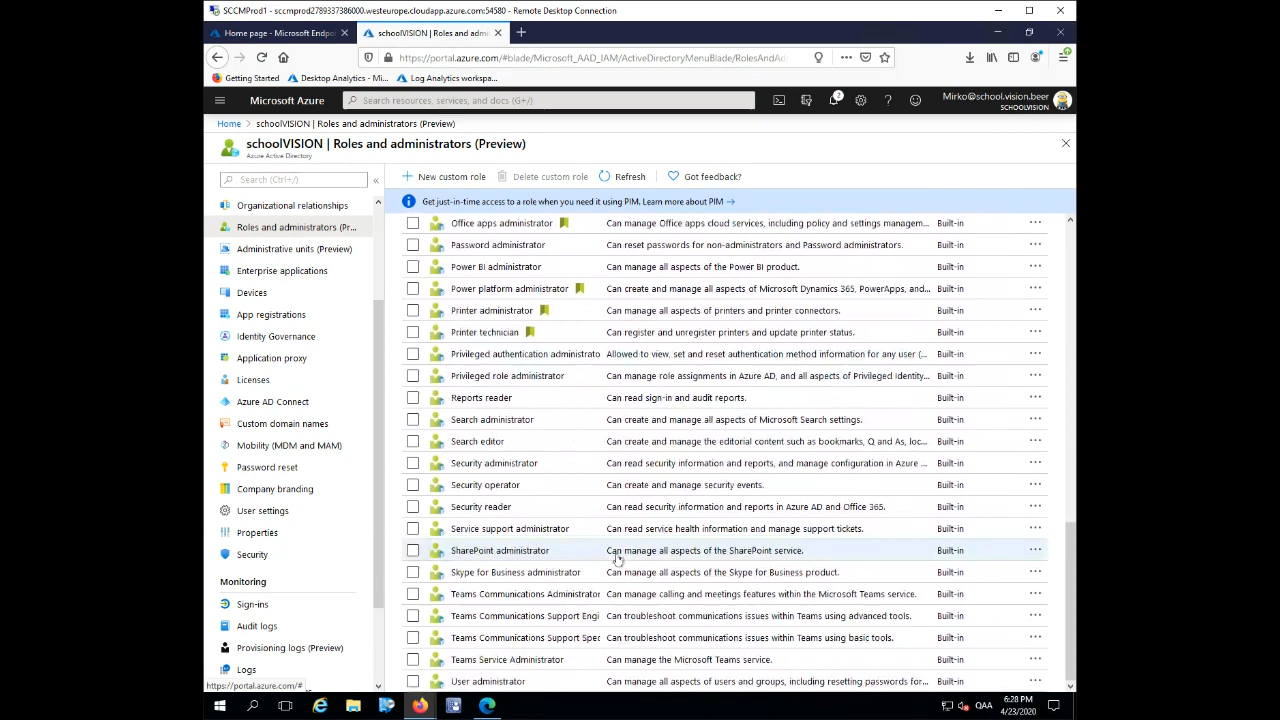 SCCMProd1 - sccmprod2789337386000.westeurope.cloudapp.azure.com:54580 - Remote Desktop Connection
Home page - Microsoft Endpo
schoolVISION | Roles and admi
https://portal.azure.com/#blade/Microsoft_AAD_IAM/ActiveDirectoryMenuBlade/RolesAndAd
Getting Started
Desktop Analytics - Mi...
Log Analytics workspa...
Microsoft Azure
Search resources, services, and docs (G+/)
2
Mirko@school.vision.beer
SCHOOLVISION
Home > schoolVISION | Roles and administrators (Preview)
schoolVISION | Roles and administrators (Preview)
Azure Active Directory
Search (Ctrl+/)
Organizational relationships
Roles and administrators (Pr...
Administrative units (Preview)
Enterprise applications
Devices
App registrations
Identity Governance
Application proxy
Licenses
Azure AD Connect
Custom domain names
Mobility (MDM and MAM)
Password reset
Company branding
User settings
Properties
Security
Monitoring
Sign-ins
Audit logs
Provisioning logs (Preview)
Logs
https://portal.azure.com/#
New custom role
Delete custom role
Refresh
Got feedback?
Get just-in-time access to a role when you need it using PIM. Learn more about PIM →
Office apps administrator Can manage Office apps cloud services, including policy and settings managem... Built-in
Password administrator Can reset passwords for non-administrators and Password administrators. Built-in
Power BI administrator Can manage all aspects of the Power BI product. Built-in
Power platform administrator Can create and manage all aspects of Microsoft Dynamics 365, PowerApps, and... Built-in
Printer administrator Can manage all aspects of printers and printer connectors. Built-in
Printer technician Can register and unregister printers and update printer status. Built-in
Privileged authentication administrato Allowed to view, set and reset authentication method information for any user (... Built-in
Privileged role administrator Can manage role assignments in Azure AD, and all aspects of Privileged Identity... Built-in
Reports reader Can read sign-in and audit reports. Built-in
Search administrator Can create and manage all aspects of Microsoft Search settings. Built-in
Search editor Can create and manage the editorial content such as bookmarks, Q and As, loc... Built-in
Security administrator Can read security information and reports, and manage configuration in Azure ... Built-in
Security operator Can create and manage security events. Built-in
Security reader Can read security information and reports in Azure AD and Office 365. Built-in
Service support administrator Can read service health information and manage support tickets. Built-in
SharePoint administrator Can manage all aspects of the SharePoint service. Built-in
Skype for Business administrator Can manage all aspects of the Skype for Business product. Built-in
Teams Communications Administrator Can manage calling and meetings features within the Microsoft Teams service. Built-in
Teams Communications Support Engi Can troubleshoot communications issues within Teams using advanced tools. Built-in
Teams Communications Support Spec Can troubleshoot communications issues within Teams using basic tools. Built-in
Teams Service Administrator Can manage the Microsoft Teams service. Built-in
User administrator Can manage all aspects of users and groups, including resetting passwords for... Built-in
QAA
6:28 PM
4/23/2020